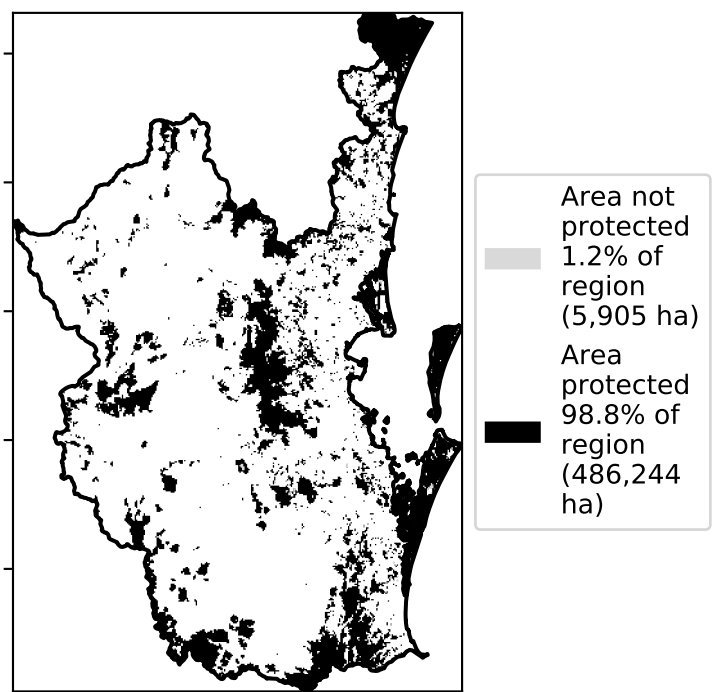 Area not
protected
1.2% of
region
(5,905 ha)
Area
protected
98.8% of
region
(486,244
ha)